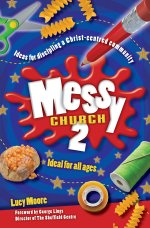 Ideas for discipling a Christ-centred community
Messy
CHURCH
2
Ideal for all ages
Lucy Moore
Foreword by George Lings
Director of The Sheffield Centre